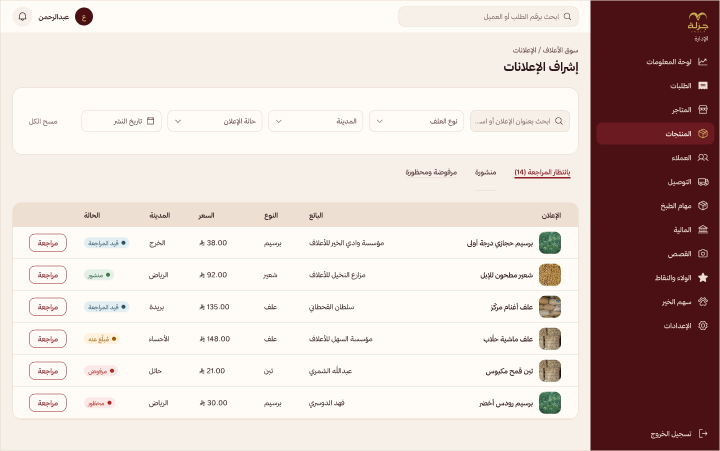 جزلة
الإدارة
لوحة المعلومات
الطلبات
المتاجر
المنتجات
العملاء
التوصيل
مهام الطبخ
المالية
القصص
الولاء والنقاط
سهم الخير
الإعدادات
تسجيل الخروج
ابحث برقم الطلب أو العميل
ع عبدالرحمن
سوق الأعلاف / الإعلانات
إشراف الإعلانات
ابحث بعنوان الإعلان أو اس... نوع العلف المدينة حالة الإعلان تاريخ النشر مسح الكل
بانتظار المراجعة (14) منشورة مرفوضة ومحظورة
الإعلان البائع النوع السعر المدينة الحالة
برسيم حجازي درجة أولى مؤسسة وادي الخير للأعلاف برسيم 38.00 الخرج قيد المراجعة مراجعة
شعير مطحون للإبل مزارع النخيل للأعلاف شعير 92.00 الرياض منشور مراجعة
علف أغنام مركّز سلطان القحطاني علف 135.00 بريدة قيد المراجعة مراجعة
علف ماشية حلّاب مؤسسة السهل للأعلاف علف 148.00 الأحساء مُبلّغ عنه مراجعة
تبن قمح مكبوس عبدالله الشمري تبن 21.00 حائل مرفوض مراجعة
برسيم رودس أخضر فهد الدوسري برسيم 30.00 الرياض محظور مراجعة